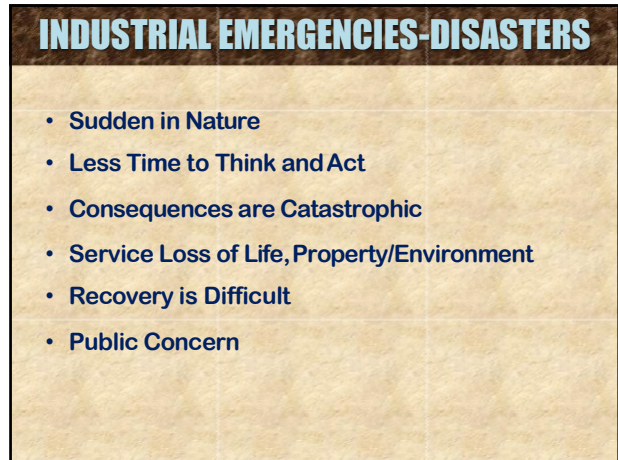 INDUSTRIAL EMERGENCIES-DISASTERS
• Sudden in Nature
• Less Time to Think and Act
• Consequences are Catastrophic
• Service Loss of Life, Property/Environment
• Recovery is Difficult
• Public Concern